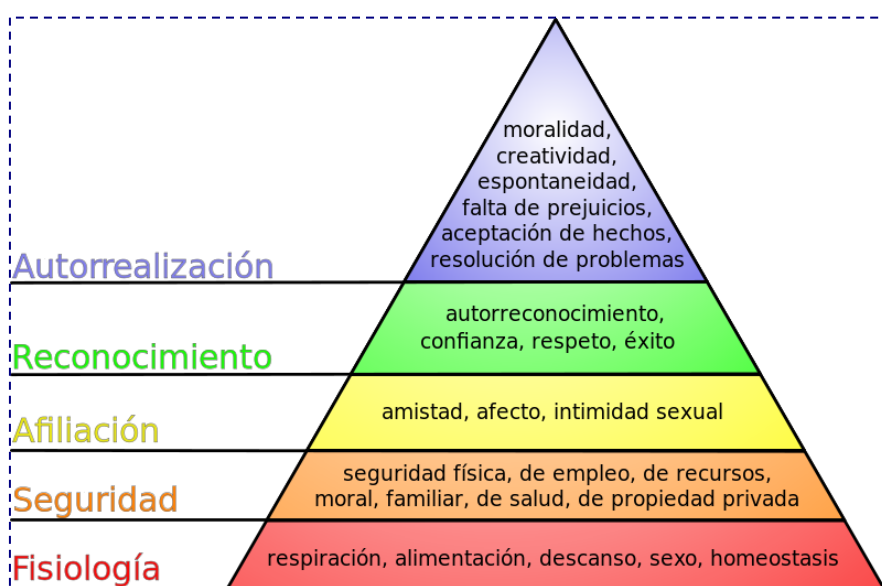 moralidad,
creatividad,
espontaneidad,
falta de prejuicios,
aceptación de hechos,
resolución de problemas
Autorrealización
autorreconocimiento,
confianza, respeto, éxito
Reconocimiento
amistad, afecto, intimidad sexual
Afiliación
seguridad física, de empleo, de recursos,
moral, familiar, de salud, de propiedad privada
Seguridad
respiración, alimentación, descanso, sexo, homeostasis
Fisiología